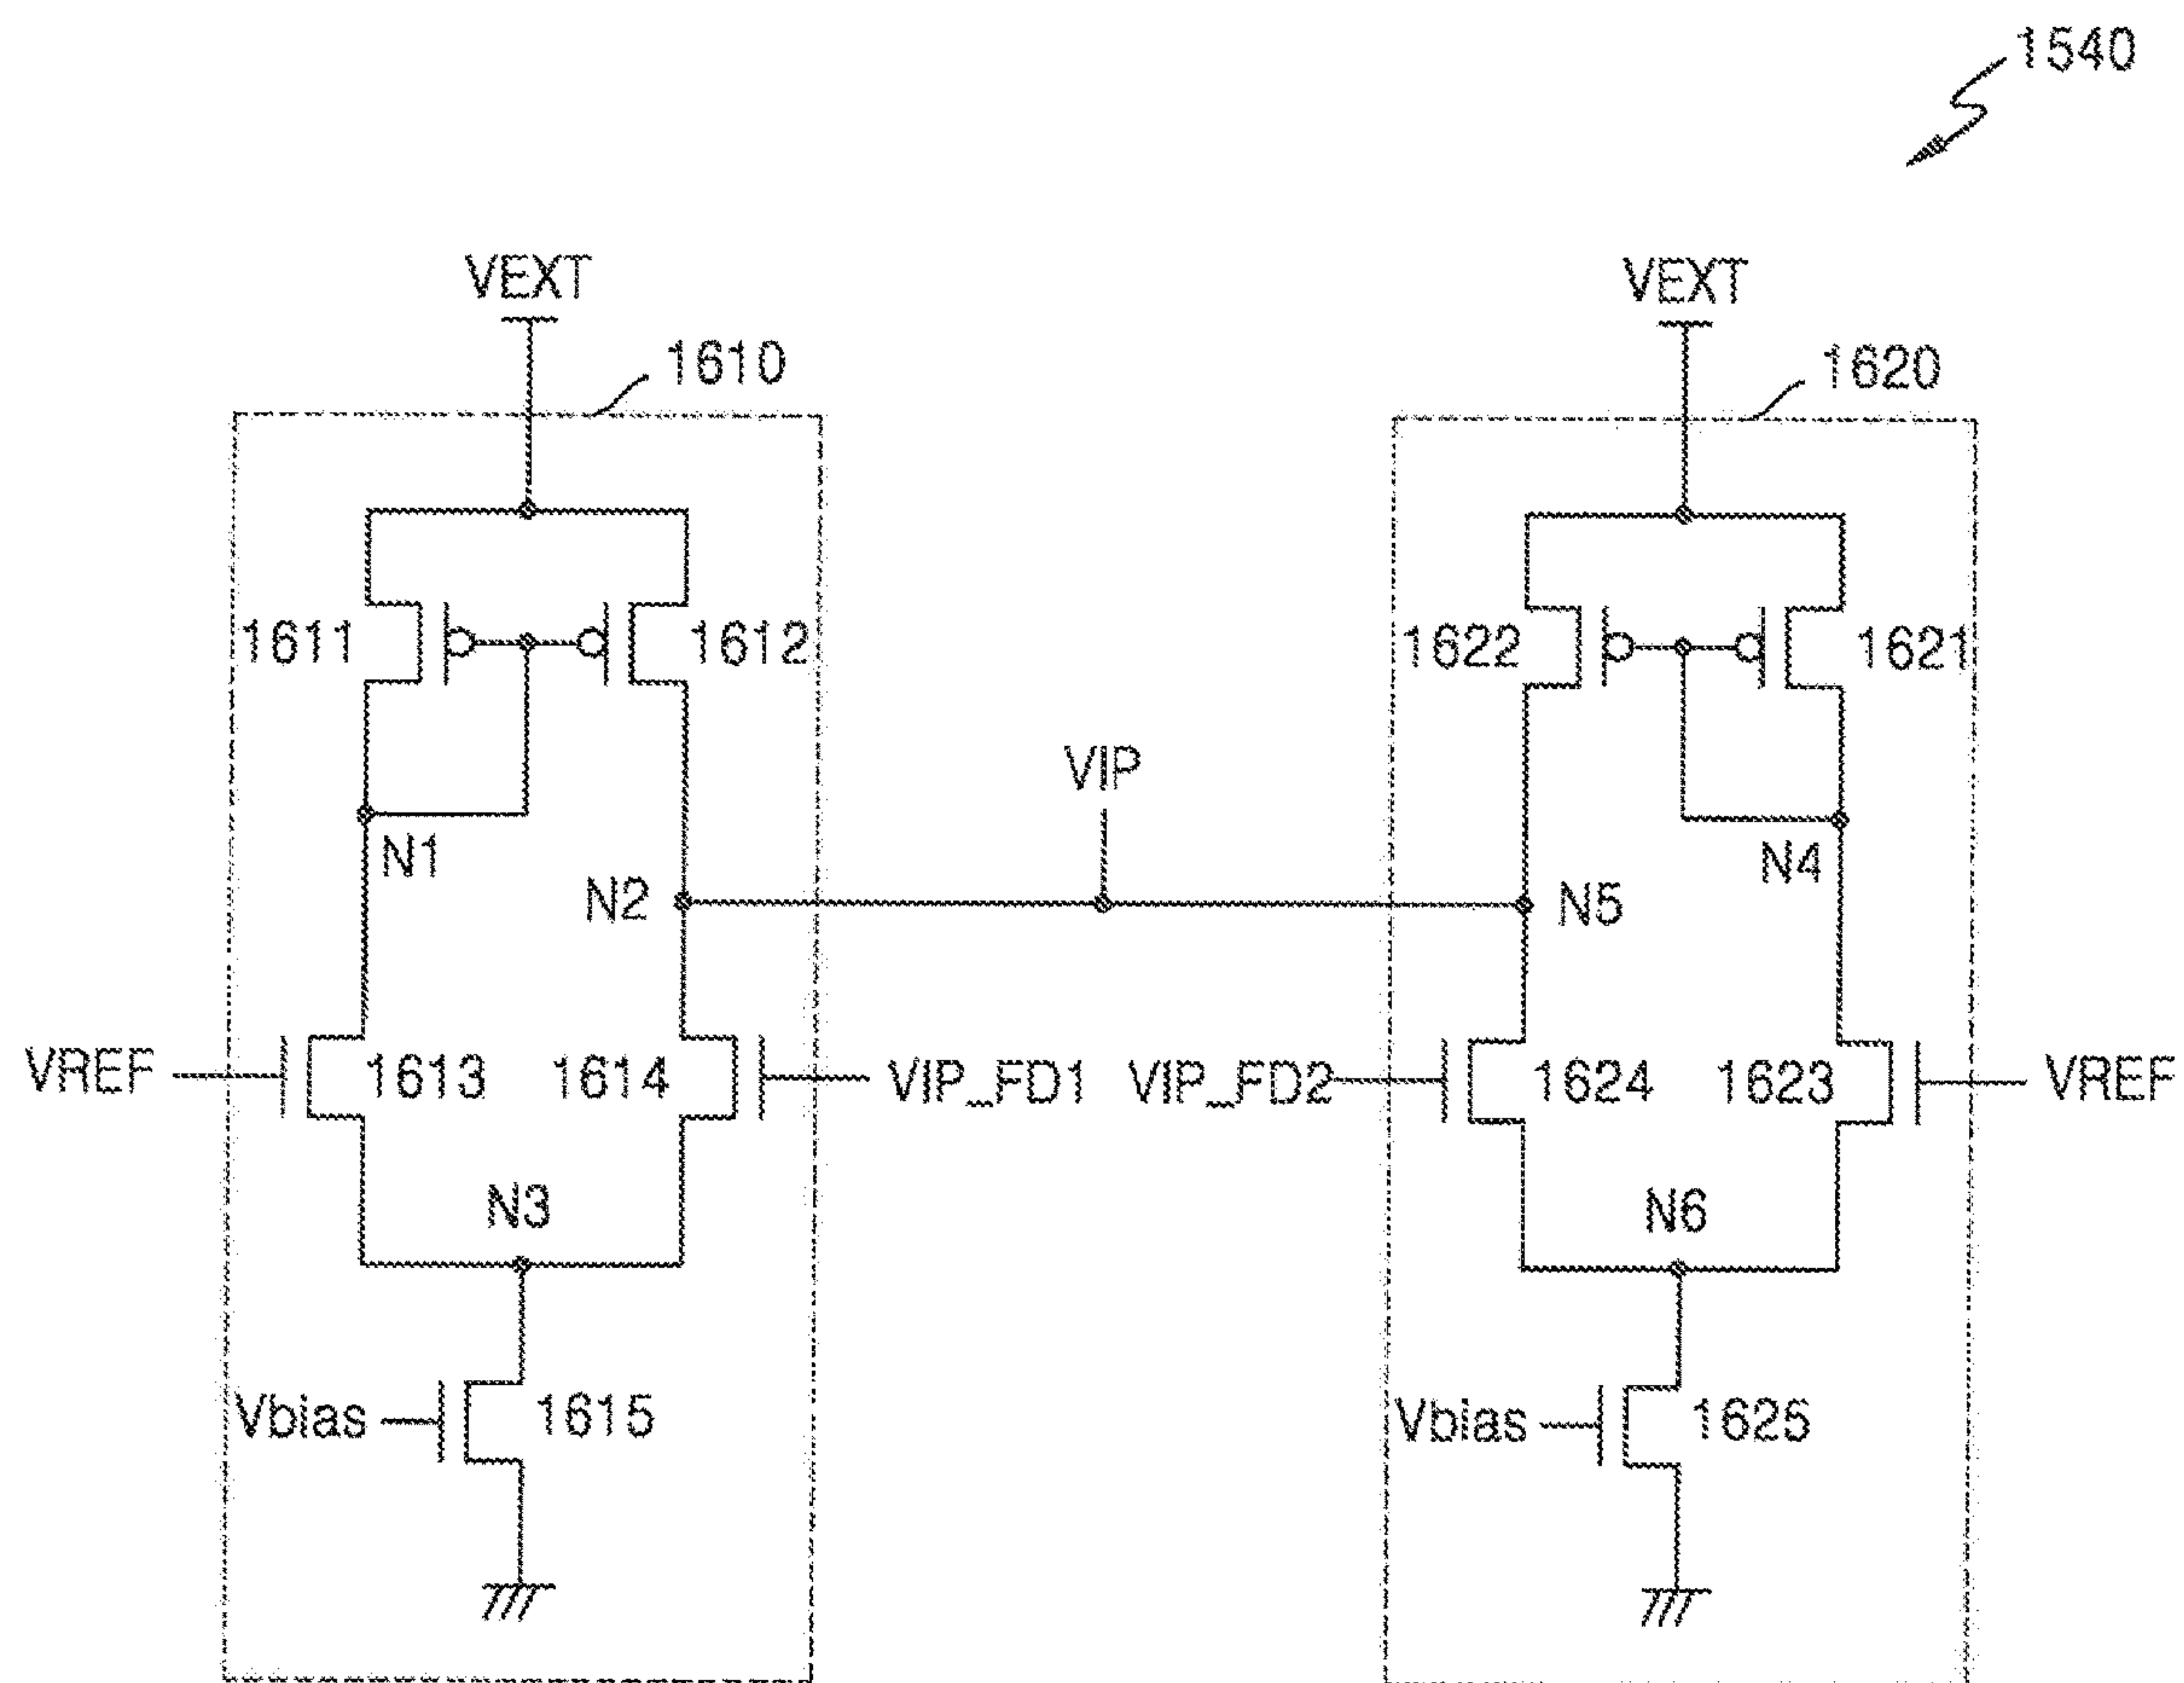 1540
VEXT
VEXT
1610
1620
1611
1612
1622
1621
VIP
N1
N4
N2
N5
VREF
1613
1614
VIP_FD1
VIP_FD2
1624
1623
VREF
N3
N6
Vbias
1615
Vbias
1625